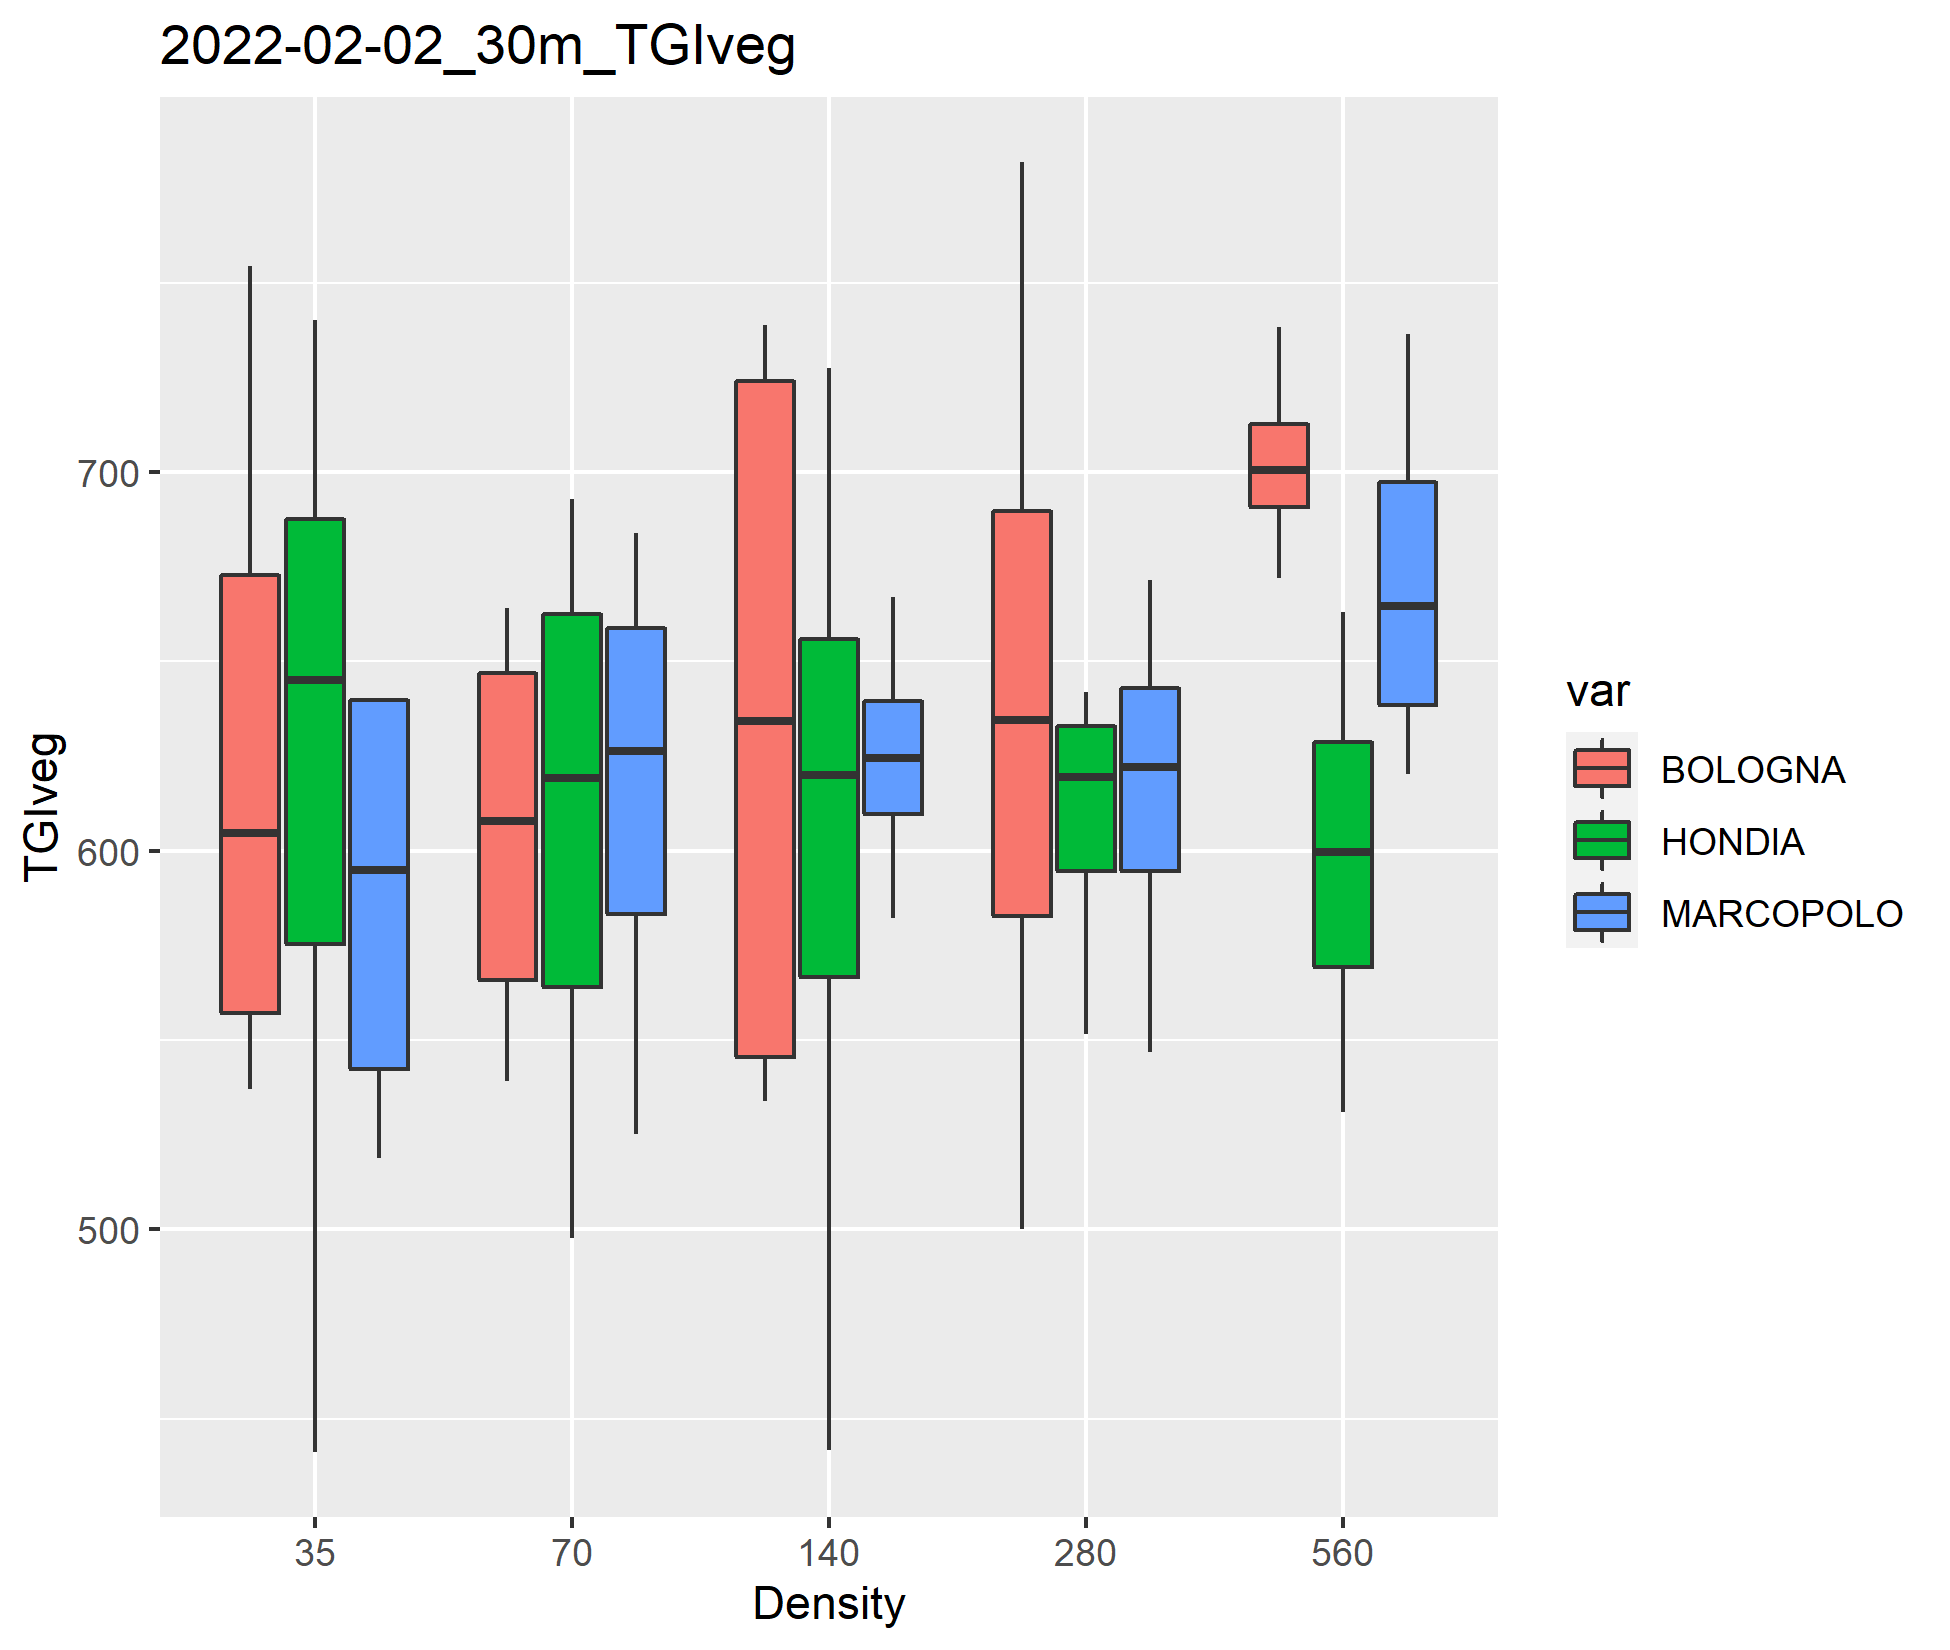 2022-02-02_30m_TGIveg
TGIveg
700
600
500
35 70 140 280 560
Density
var
BOLOGNA
HONDIA
MARCOPOLO